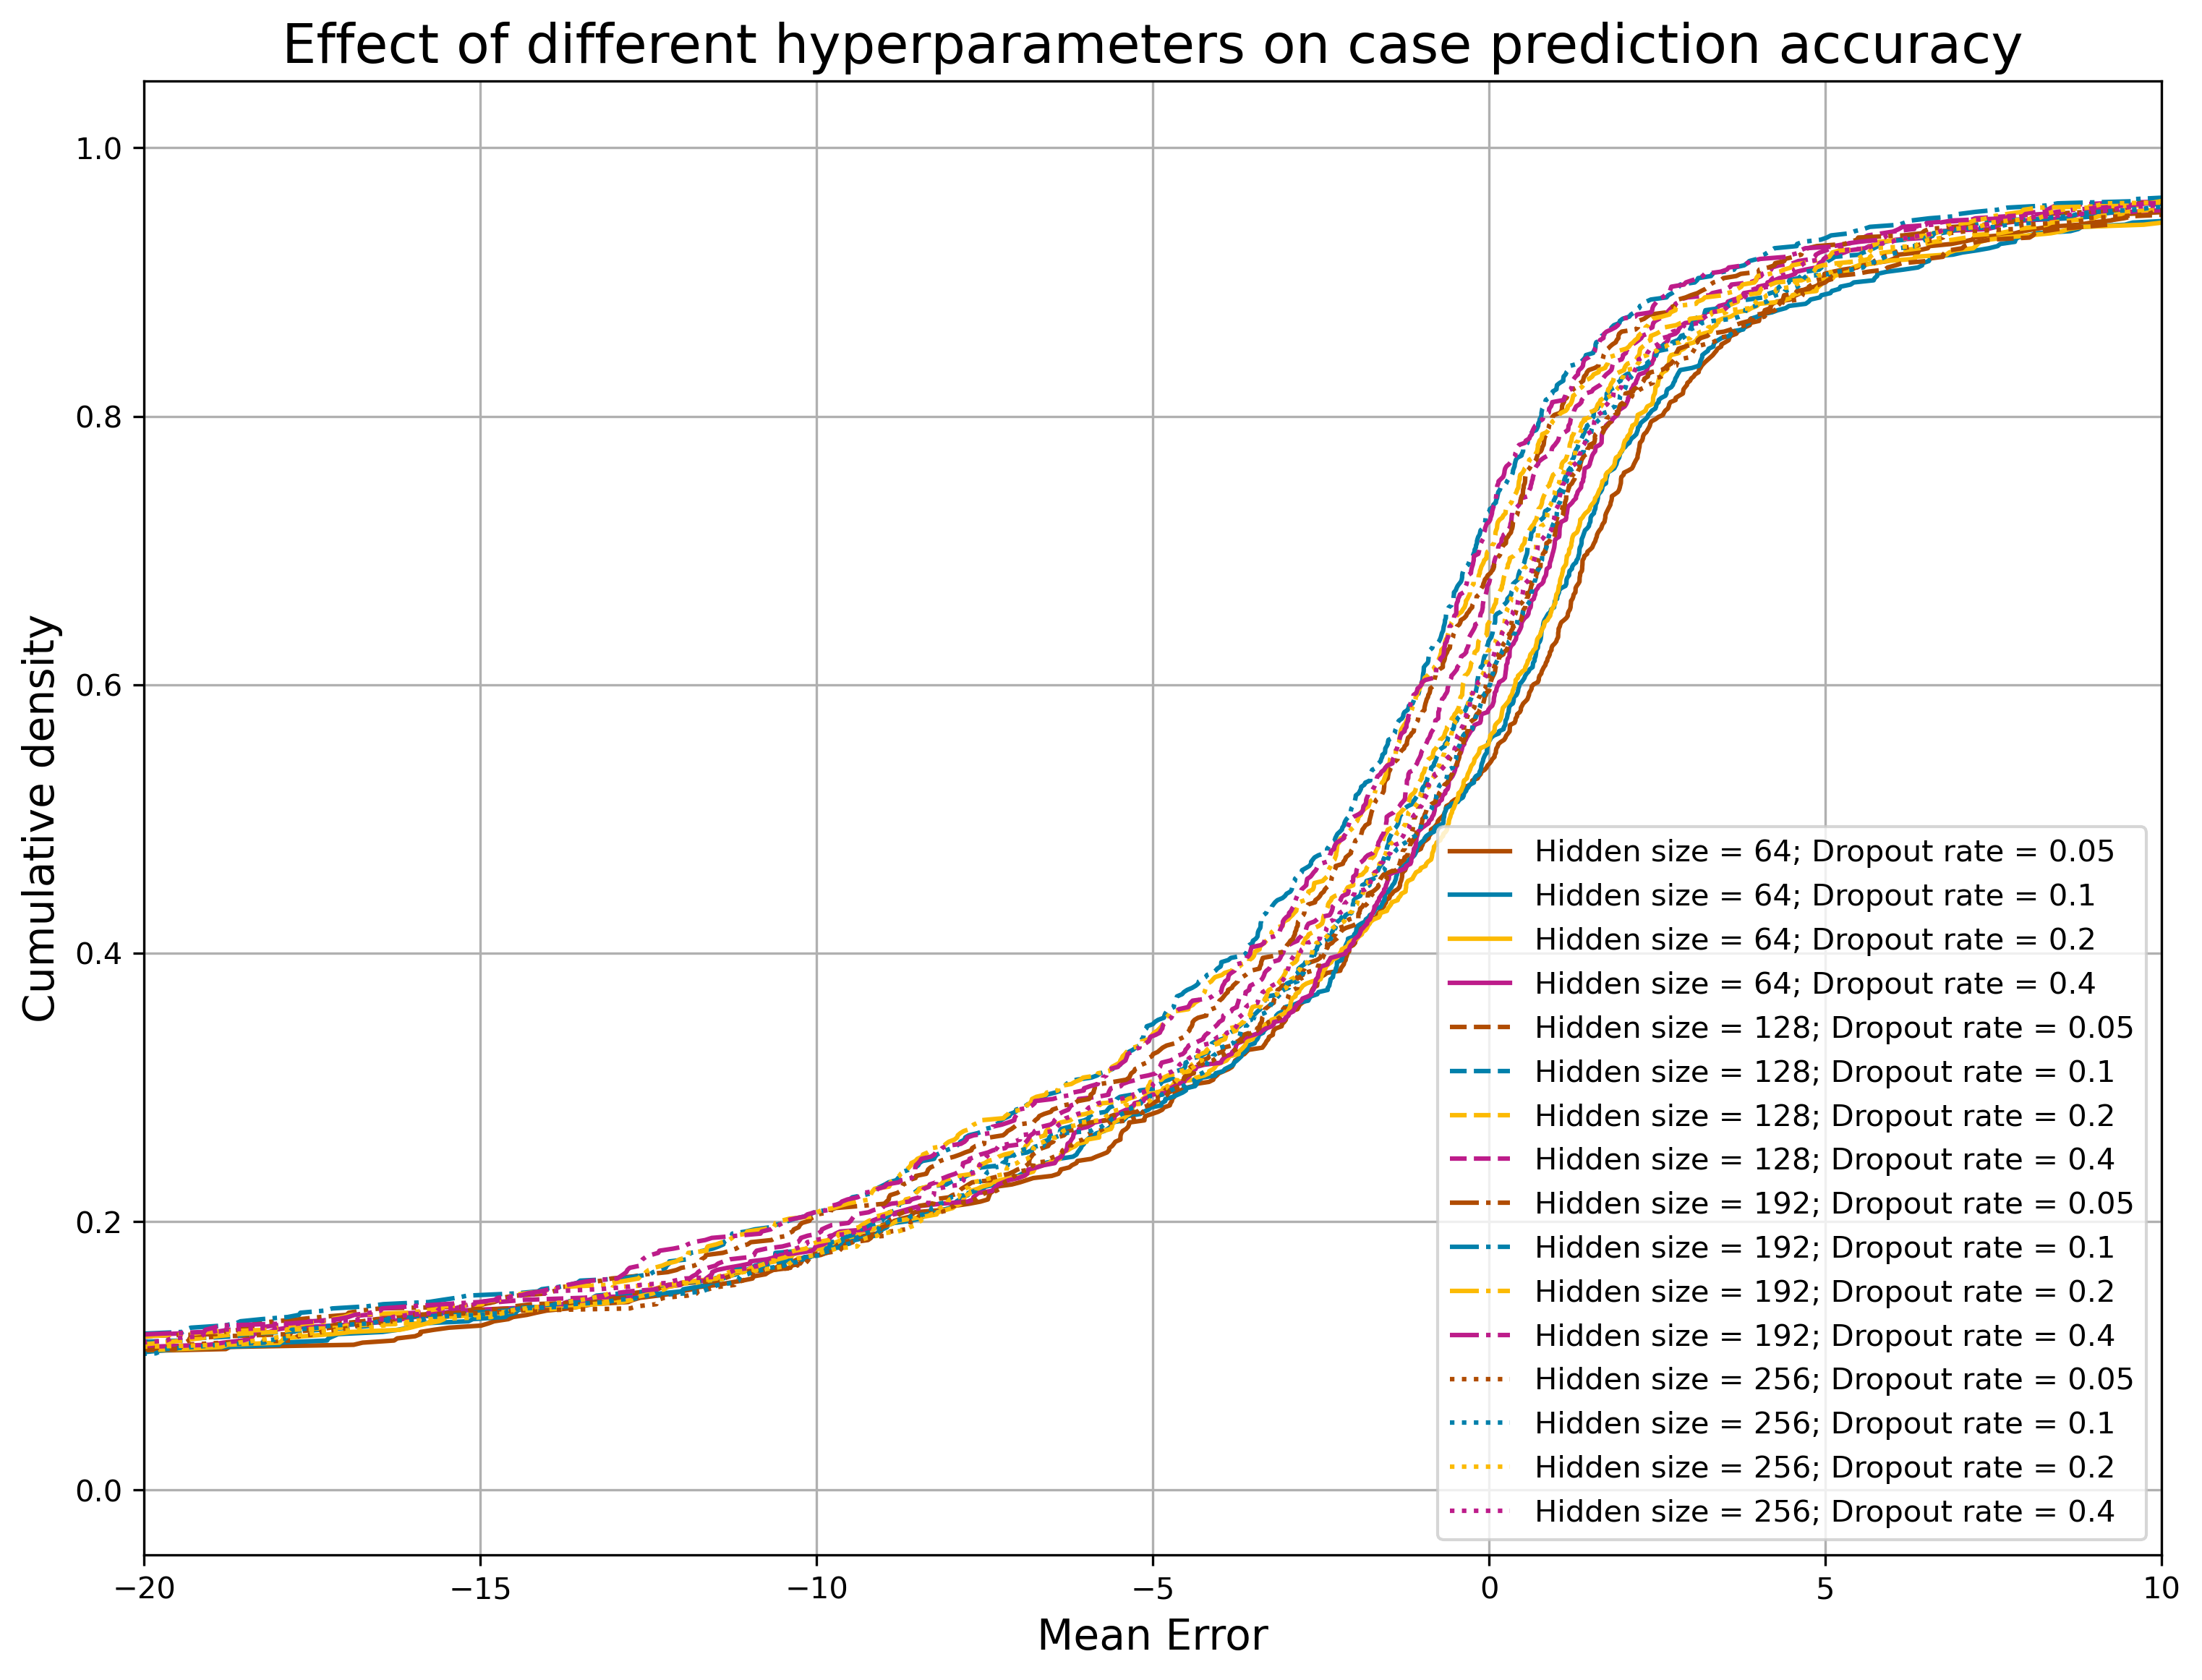 Effect of different hyperparameters on case prediction accuracy
Cumulative density
1.0
0.8
0.6
0.4
0.2
0.0
Hidden size = 64; Dropout rate = 0.05
Hidden size = 64; Dropout rate = 0.1
Hidden size = 64; Dropout rate = 0.2
Hidden size = 64; Dropout rate = 0.4
Hidden size = 128; Dropout rate = 0.05
Hidden size = 128; Dropout rate = 0.1
Hidden size = 128; Dropout rate = 0.2
Hidden size = 128; Dropout rate = 0.4
Hidden size = 192; Dropout rate = 0.05
Hidden size = 192; Dropout rate = 0.1
Hidden size = 192; Dropout rate = 0.2
Hidden size = 192; Dropout rate = 0.4
Hidden size = 256; Dropout rate = 0.05
Hidden size = 256; Dropout rate = 0.1
Hidden size = 256; Dropout rate = 0.2
Hidden size = 256; Dropout rate = 0.4
−20 −15 −10 −5 0 5 10
Mean Error